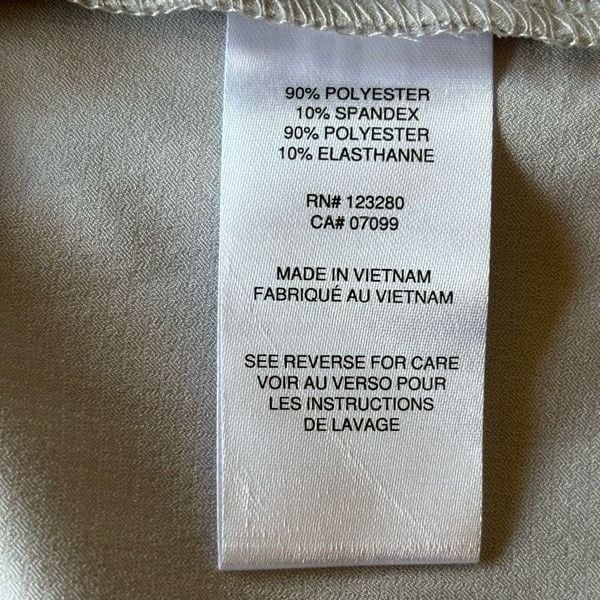 90% POLYESTER
10% SPANDEX
90% POLYESTER
10% ELASTHANNE
RN# 123280
CA# 07099
MADE IN VIETNAM
FABRIQUÉ AU VIETNAM
SEE REVERSE FOR CARE
VOIR AU VERSO POUR
LES INSTRUCTIONS
DE LAVAGE